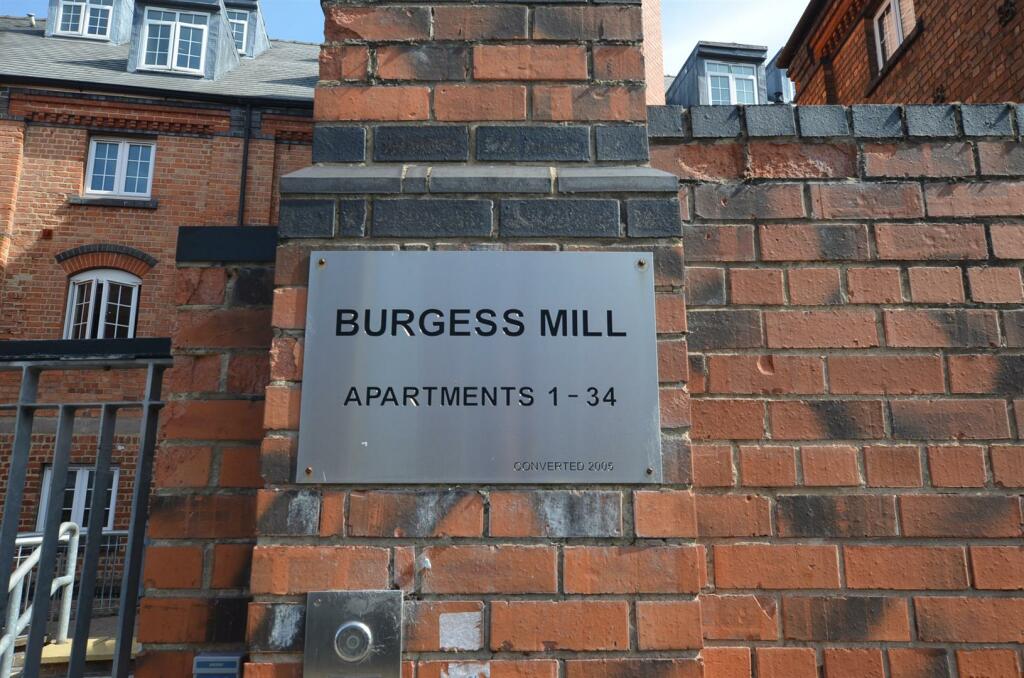 BURGESS MILL
APARTMENTS 1 - 34
CONVERTED 2005